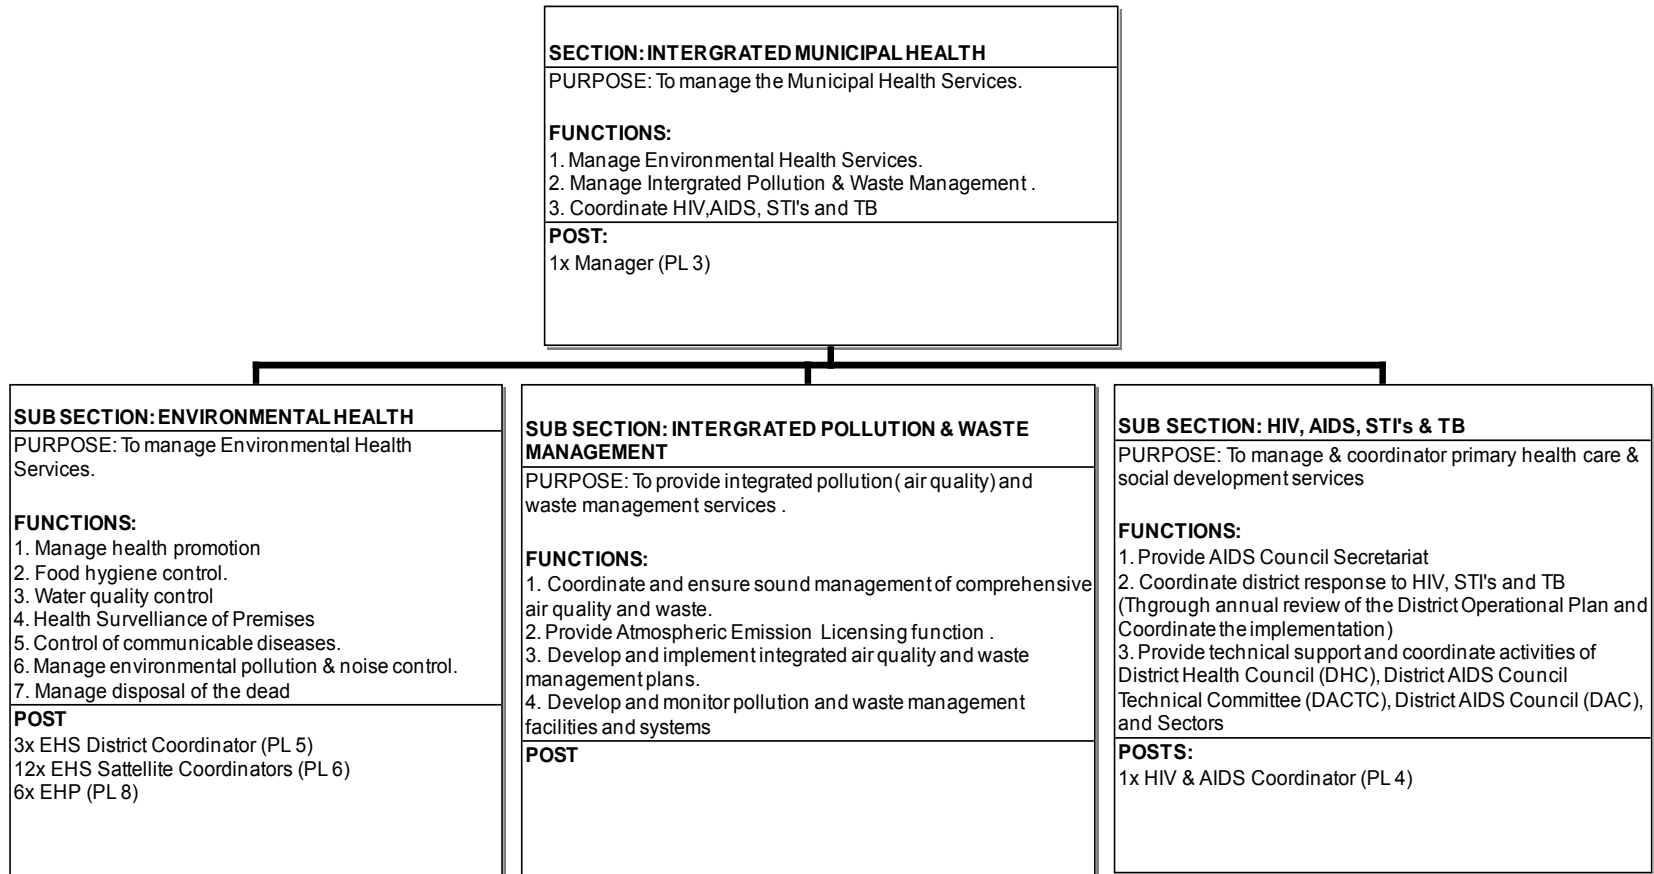 SECTION: INTERGRATED MUNICIPAL HEALTH
PURPOSE: To manage the Municipal Health Services.
FUNCTIONS:
1. Manage Environmental Health Services.
2. Manage Intergrated Pollution & Waste Management .
3. Coordinate HIV,AIDS, STI's and TB
POST:
1x Manager (PL 3)
SUB SECTION: ENVIRONMENTAL HEALTH
PURPOSE: To manage Environmental Health
Services.
FUNCTIONS:
1. Manage health promotion
2. Food hygiene control.
3. Water quality control
4. Health Survelliance of Premises
5. Control of communicable diseases.
6. Manage environmental pollution & noise control.
7. Manage disposal of the dead
POST
3x EHS District Coordinator (PL 5)
12x EHS Sattellite Coordinators (PL 6)
6x EHP (PL 8)
SUB SECTION: INTERGRATED POLLUTION & WASTE
MANAGEMENT
PURPOSE: To provide integrated pollution( air quality) and
waste management services .
FUNCTIONS:
1. Coordinate and ensure sound management of comprehensive
air quality and waste.
2. Provide Atmospheric Emission Licensing function .
3. Develop and implement integrated air quality and waste
management plans.
4. Develop and monitor pollution and waste management
facilities and systems
POST
SUB SECTION: HIV, AIDS, STI's & TB
PURPOSE: To manage & coordinator primary health care &
social development services
FUNCTIONS:
1. Provide AIDS Council Secretariat
2. Coordinate district response to HIV, STI's and TB
(Thgrough annual review of the District Operational Plan and
Coordinate the implementation)
3. Provide technical support and coordinate activities of
District Health Council (DHC), District AIDS Council
Technical Committee (DACTC), District AIDS Council (DAC),
and Sectors
POSTS:
1x HIV & AIDS Coordinator (PL 4)